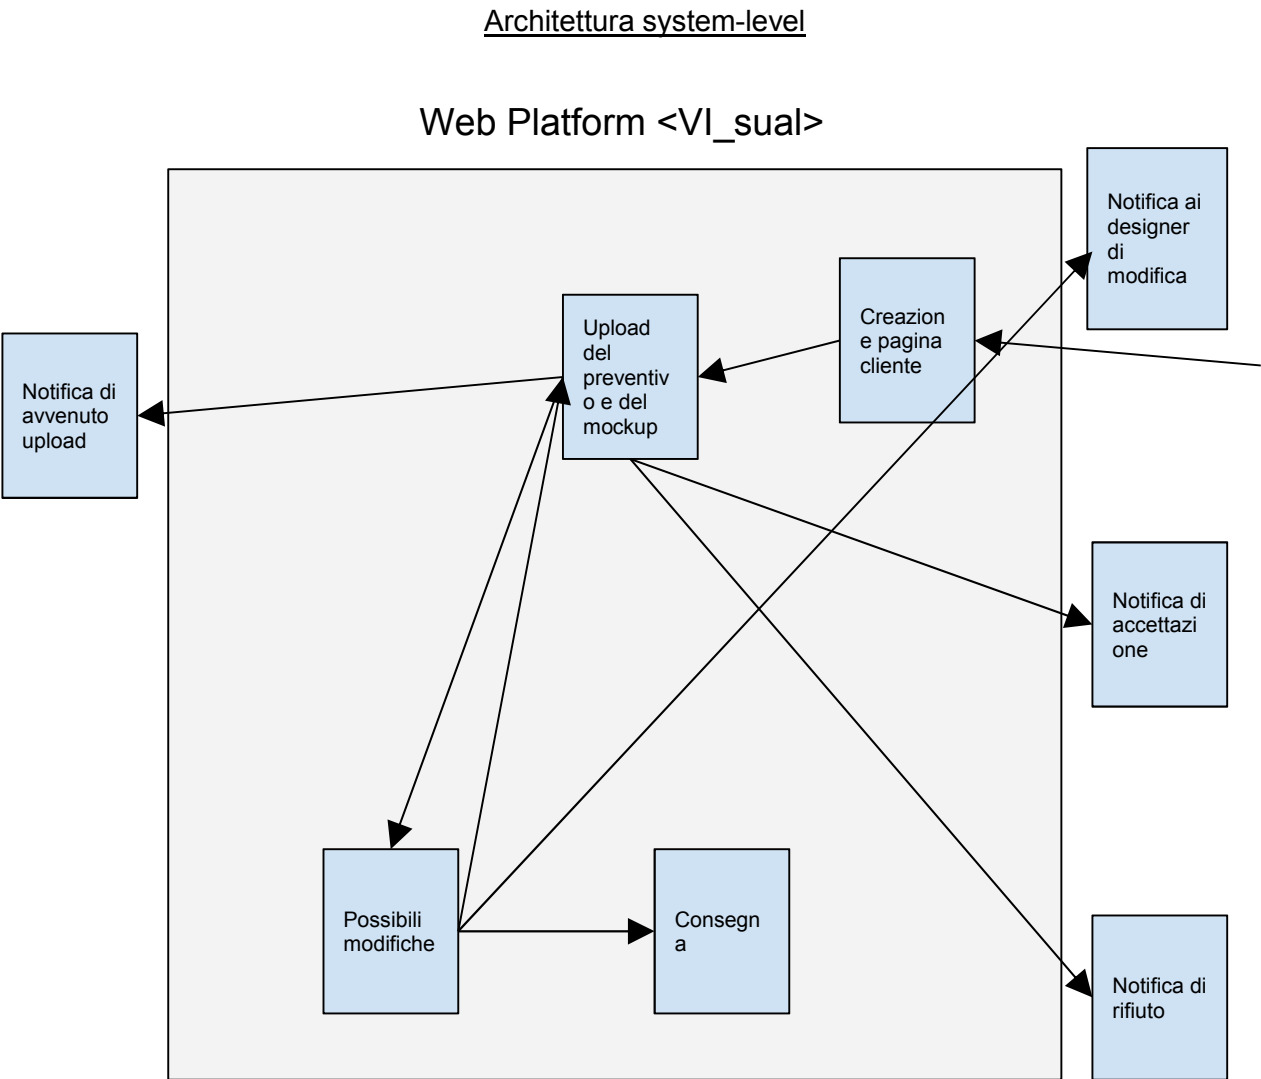 Architettura system-level
Web Platform <VI_sual>
Notifica ai
designer
di
modifica
Creazion
e pagina
cliente
Upload
del
preventiv
o e del
mockup
Notifica di
avvenuto
upload
Notifica di
accettazi
one
Possibili
modifiche
Consegn
a
Notifica di
rifiuto